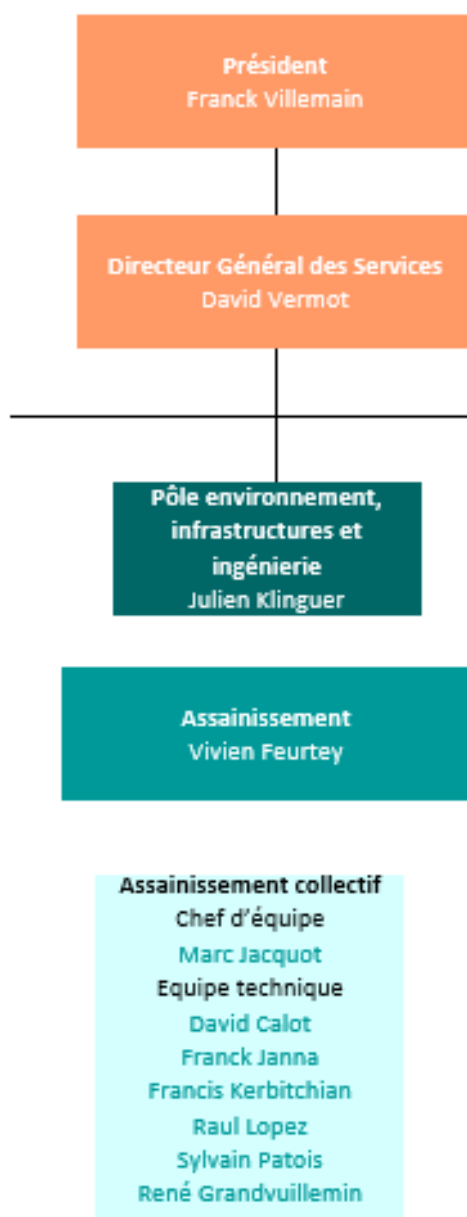 Président
Franck Villemain
Directeur Général des Services
David Vermot
Pôle environnement,
infrastructures et
ingénierie
Julien Klinguer
Assainissement
Vivien Feurtey
Assainissement collectif
Chef d'équipe
Marc Jacquot
Equipe technique
David Calot
Franck Janna
Francis Kerbitchian
Raul Lopez
Sylvain Patois
René Grandvuillemin